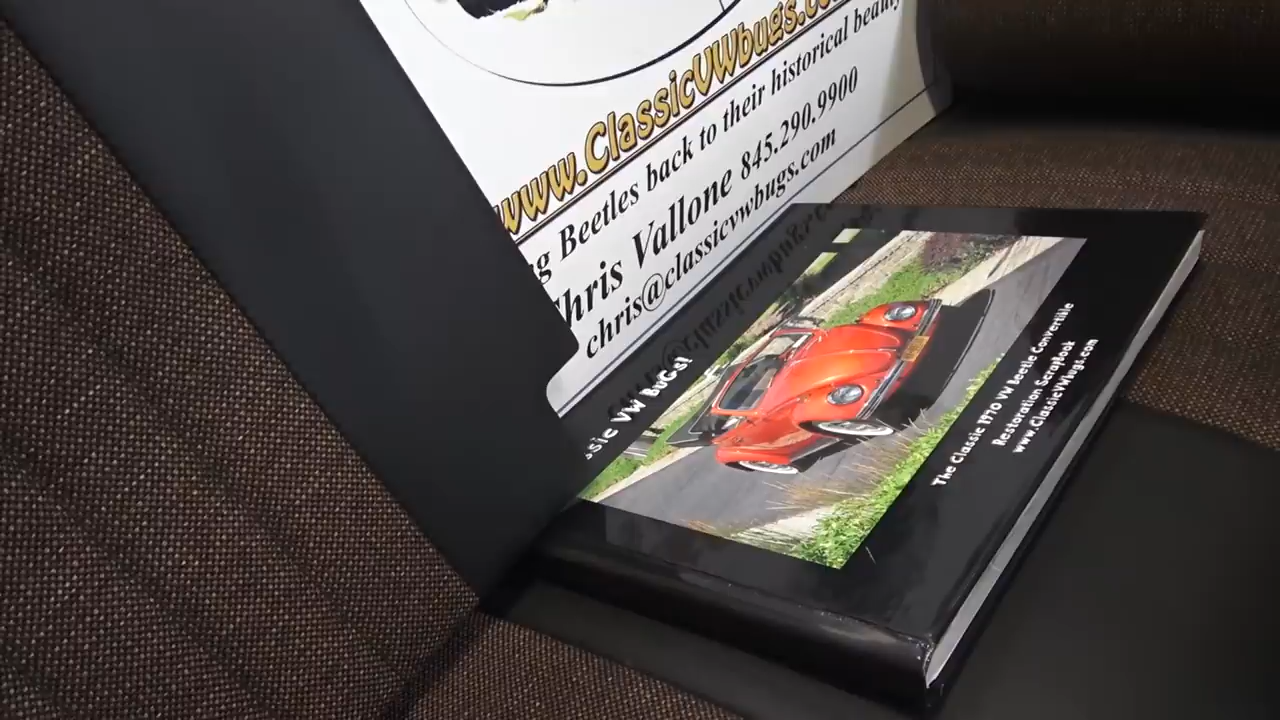 www.ClassicVWbugs.co
Beetles back to their historical beauty
Chris Vallone 845.290.9900
chris@classicvwbugs.com
ssic VW BuGs!
The Classic 1970 VW Beetle Convertible
Restoration Scrapbook
www.ClassicVWbugs.com